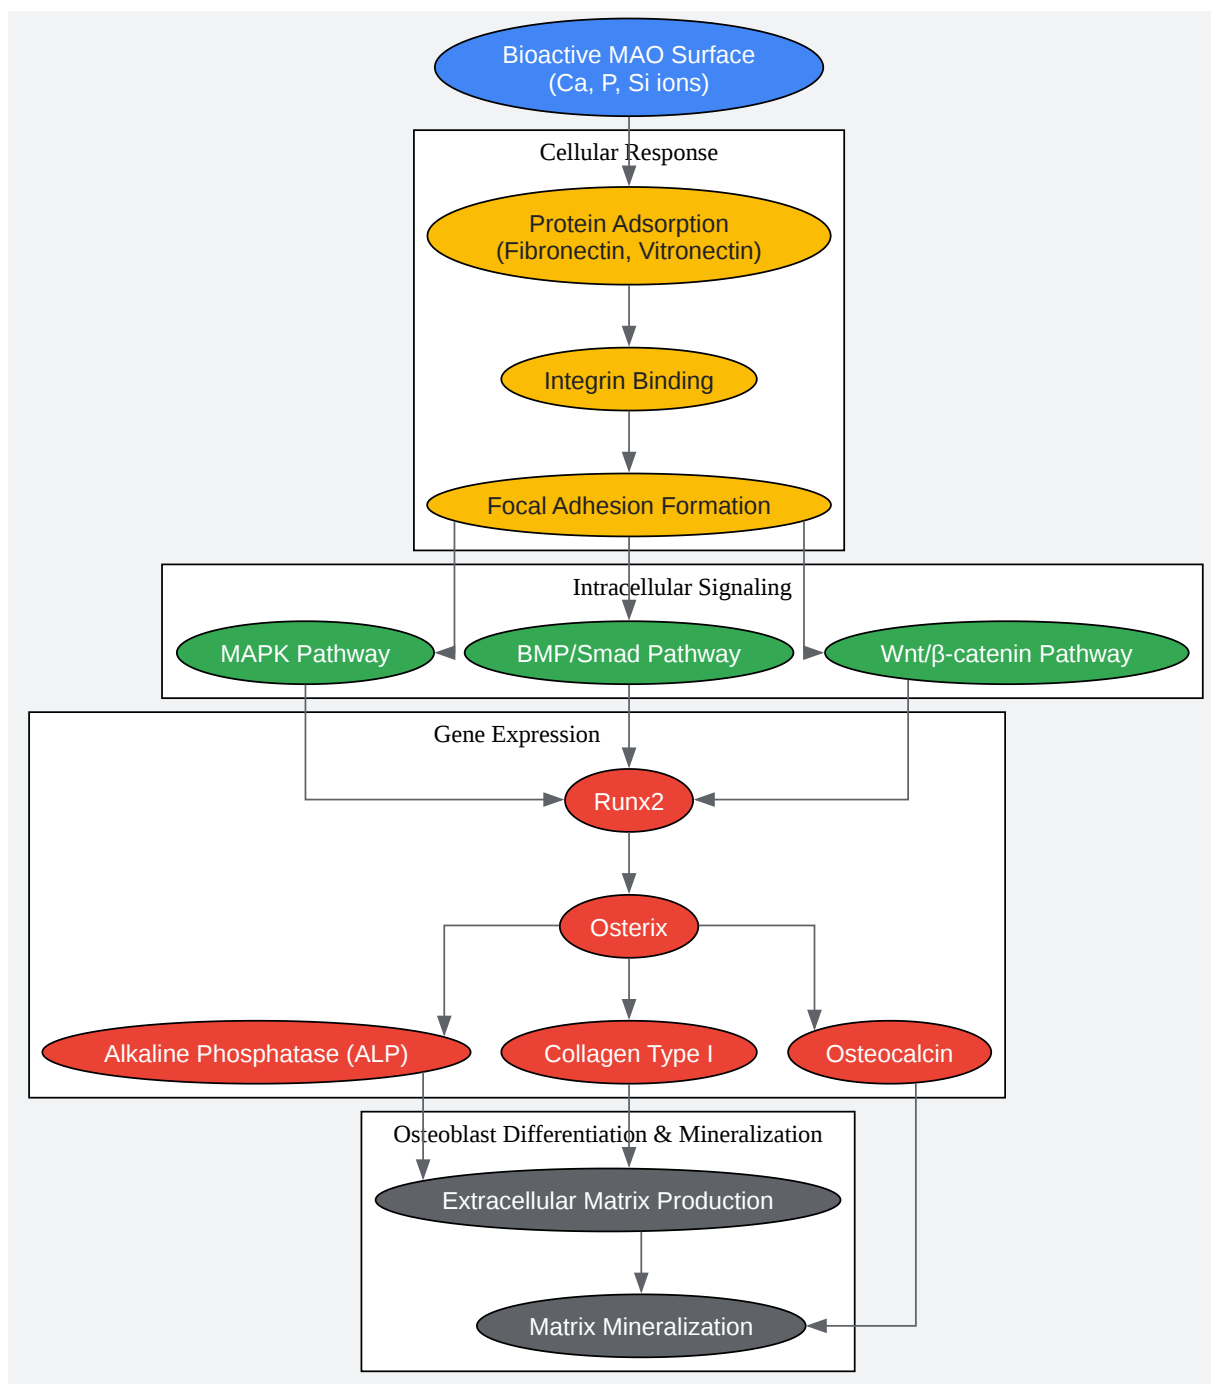 Bioactive MAO Surface
(Ca, P, Si ions)
Cellular Response
Protein Adsorption
(Fibronectin, Vitronectin)
Integrin Binding
Focal Adhesion Formation
Intracellular Signaling
MAPK Pathway
BMP/Smad Pathway
Wnt/β-catenin Pathway
Gene Expression
Runx2
Osterix
Alkaline Phosphatase (ALP)
Collagen Type I
Osteocalcin
Osteoblast Differentiation & Mineralization
Extracellular Matrix Production
Matrix Mineralization